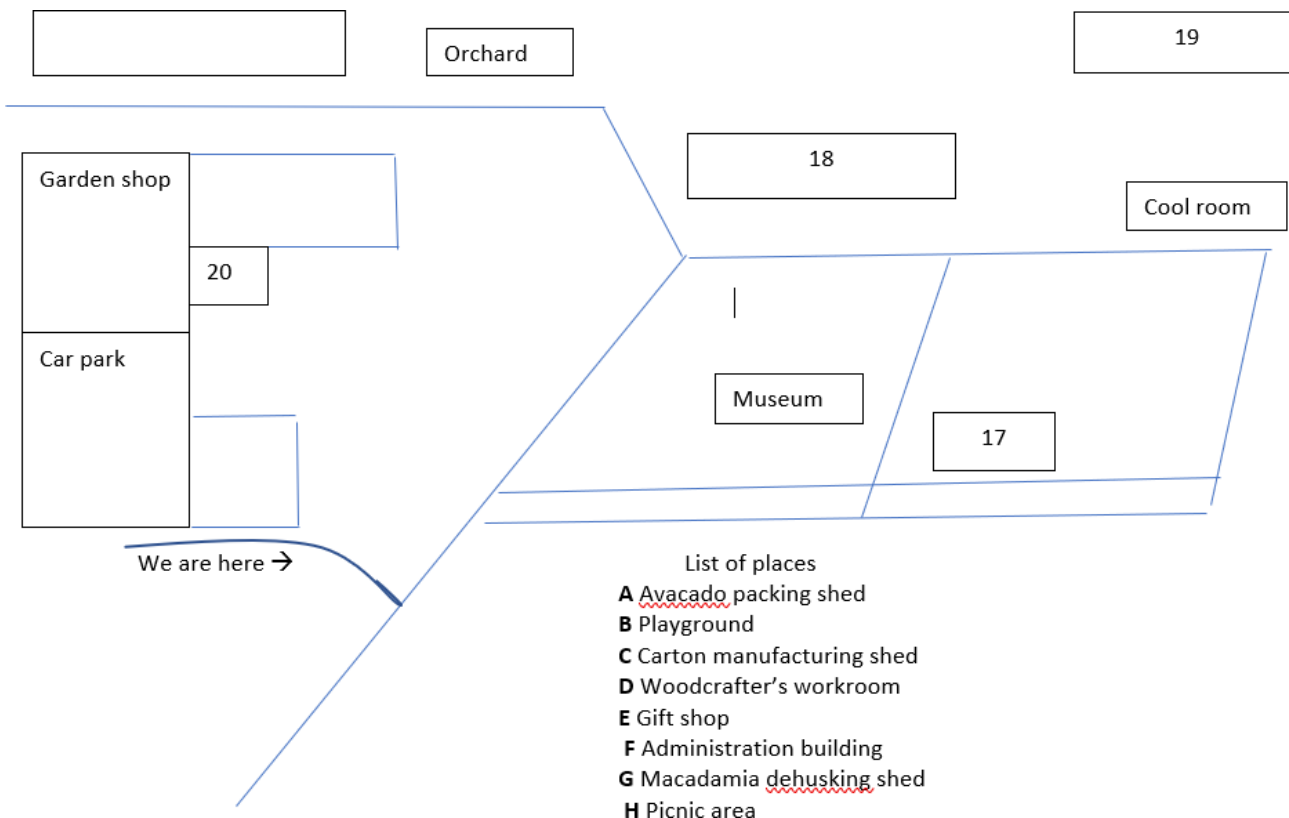 Orchard
19
18
Garden shop
Cool room
20
Car park
Museum
17
We are here →
List of places
A Avacado packing shed
B Playground
C Carton manufacturing shed
D Woodcrafter’s workroom
E Gift shop
F Administration building
G Macadamia dehusking shed
H Picnic area